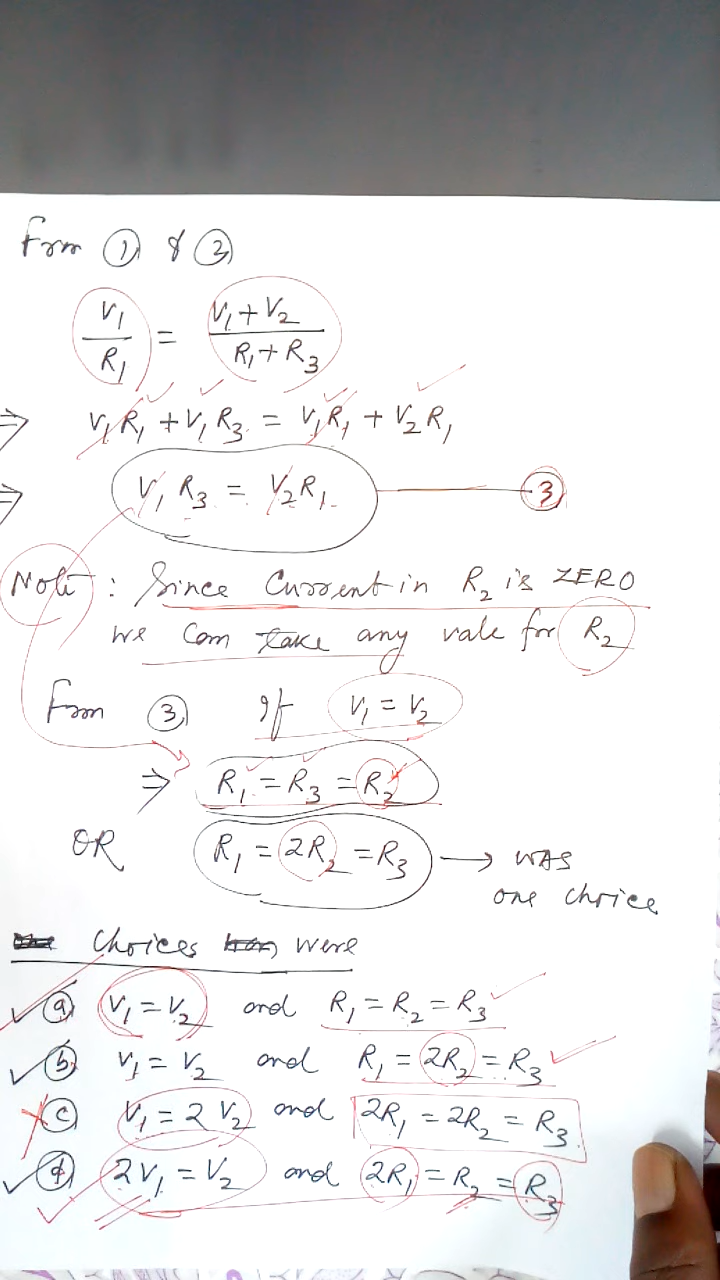 From ① & ②
V₁/R₁ = (V₁ + V₂)/(R₁ + R₃)
⇒ V₁R₁ + V₁R₃ = V₁R₁ + V₂R₁
⇒ V₁R₃ = V₂R₁ ③
Note : Since Current in R₂ is ZERO
we can take any vale for R₂
From ③ If V₁ = V₂
⇒ R₁ = R₃ = R₂
OR R₁ = 2R₂ = R₃ → WAS
one choice
Choices were
ⓐ V₁ = V₂ and R₁ = R₂ = R₃
ⓑ V₁ = V₂ and R₁ = 2R₂ = R₃
ⓒ V₁ = 2V₂ and 2R₁ = 2R₂ = R₃
ⓓ 2V₁ = V₂ and 2R₁ = R₂ = R₃